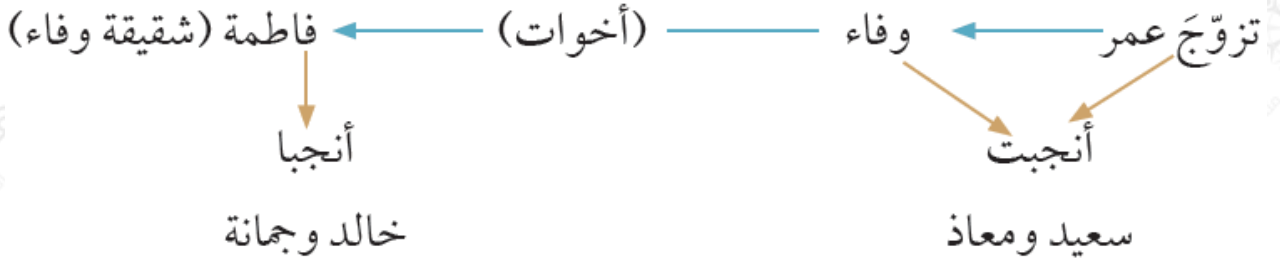 تزوّجَ عمر وفاء (أخوات) فاطمة (شقيقة وفاء)
أنجبت أنجبا
سعيد ومعاذ خالد وجمانة